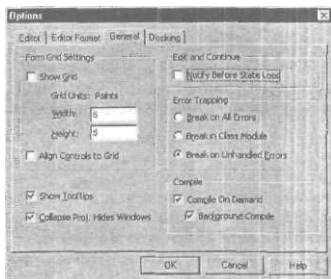 Options
Editor
Editor Format
General
Docking
Form Grid Settings
Show Grid
Grid Units: Points
Width: 6
Height: 6
Align Controls to Grid
Show ToolTips
Collapse Proj. Hides Windows
Edit and Continue
Notify Before State Loss
Error Trapping
Break on All Errors
Break in Class Module
Break on Unhandled Errors
Compile
Compile On Demand
Background Compile
OK
Cancel
Help